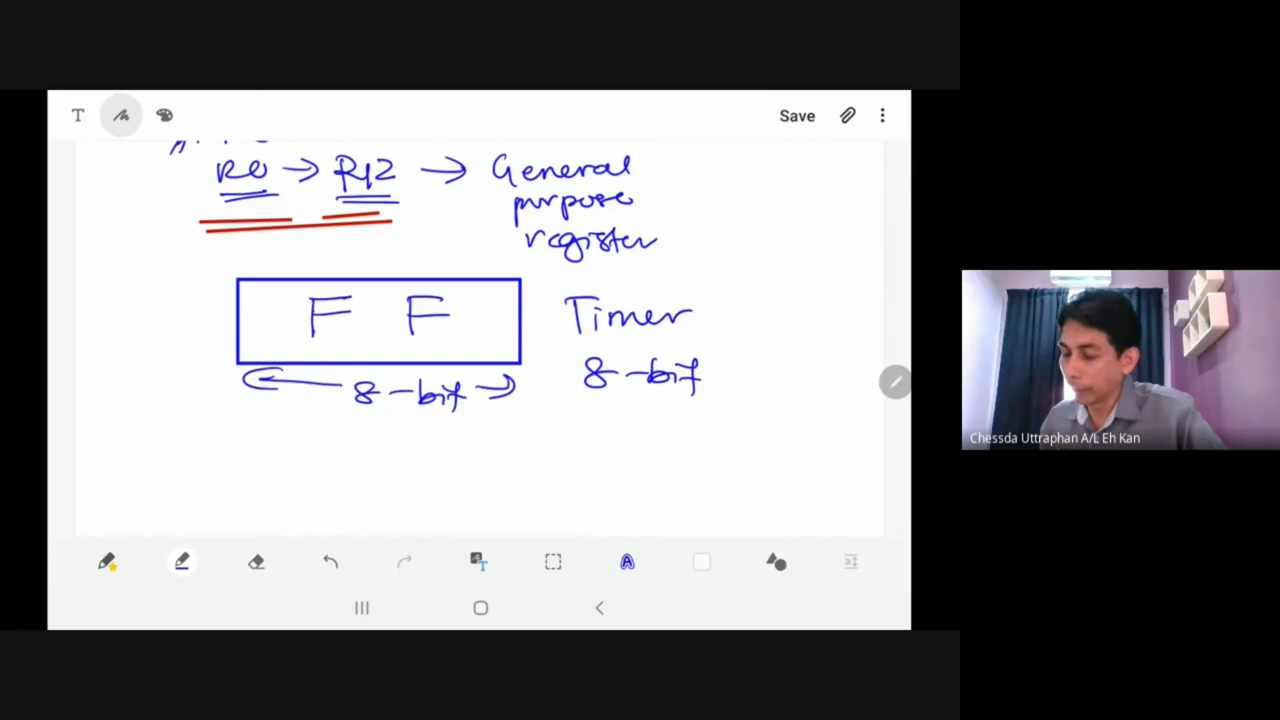 T
Save
R0 → R12 → General
purpose
register
F F
Timer
8-bit
8-bit
A
Chessda Uttraphan A/L Eh Kan